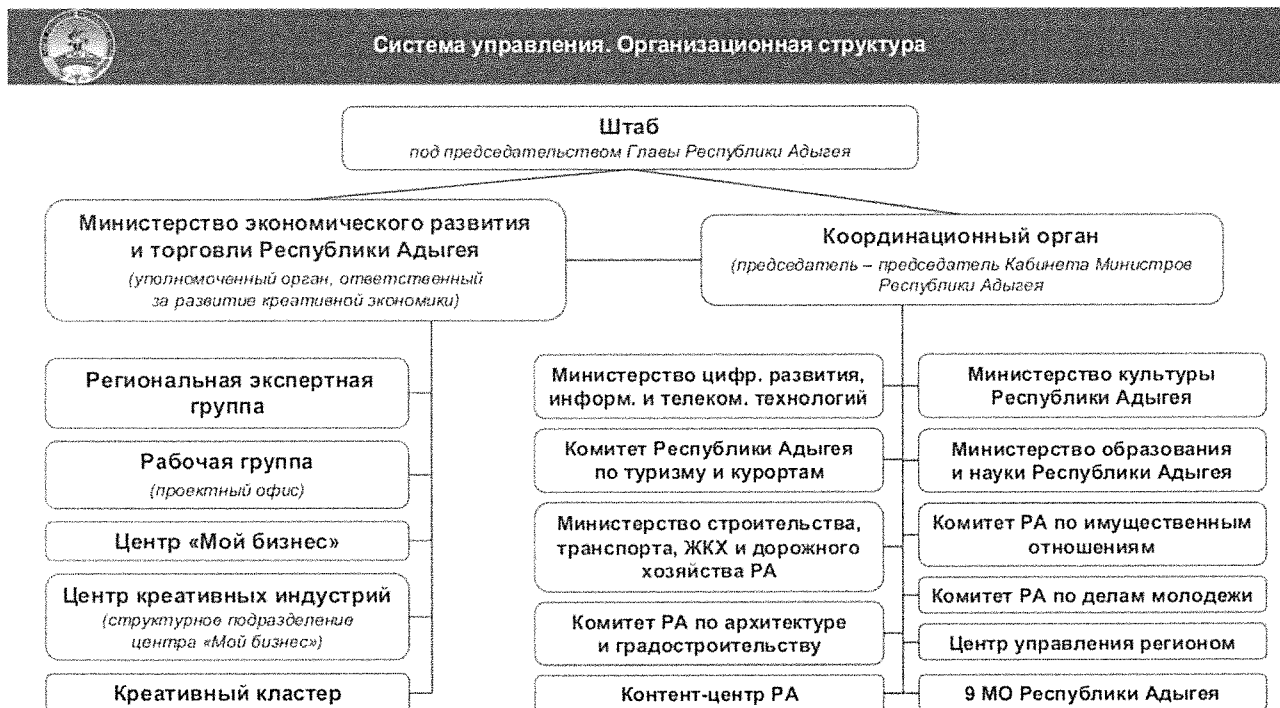 Система управления. Организационная структура
Штаб
под председательством Главы Республики Адыгея
Министерство экономического развития
и торговли Республики Адыгея
(уполномоченный орган, ответственный
за развитие креативной экономики)
Координационный орган
(председатель – председатель Кабинета Министров
Республики Адыгея
Региональная экспертная
группа
Рабочая группа
(проектный офис)
Центр «Мой бизнес»
Центр креативных индустрий
(структурное подразделение
центра «Мой бизнес»)
Креативный кластер
Министерство цифр. развития,
информ. и телеком. технологий
Комитет Республики Адыгея
по туризму и курортам
Министерство строительства,
транспорта, ЖКХ и дорожного
хозяйства РА
Комитет РА по архитектуре
и градостроительству
Контент-центр РА
Министерство культуры
Республики Адыгея
Министерство образования
и науки Республики Адыгея
Комитет РА по имущественным
отношениям
Комитет РА по делам молодежи
Центр управления регионом
9 МО Республики Адыгея